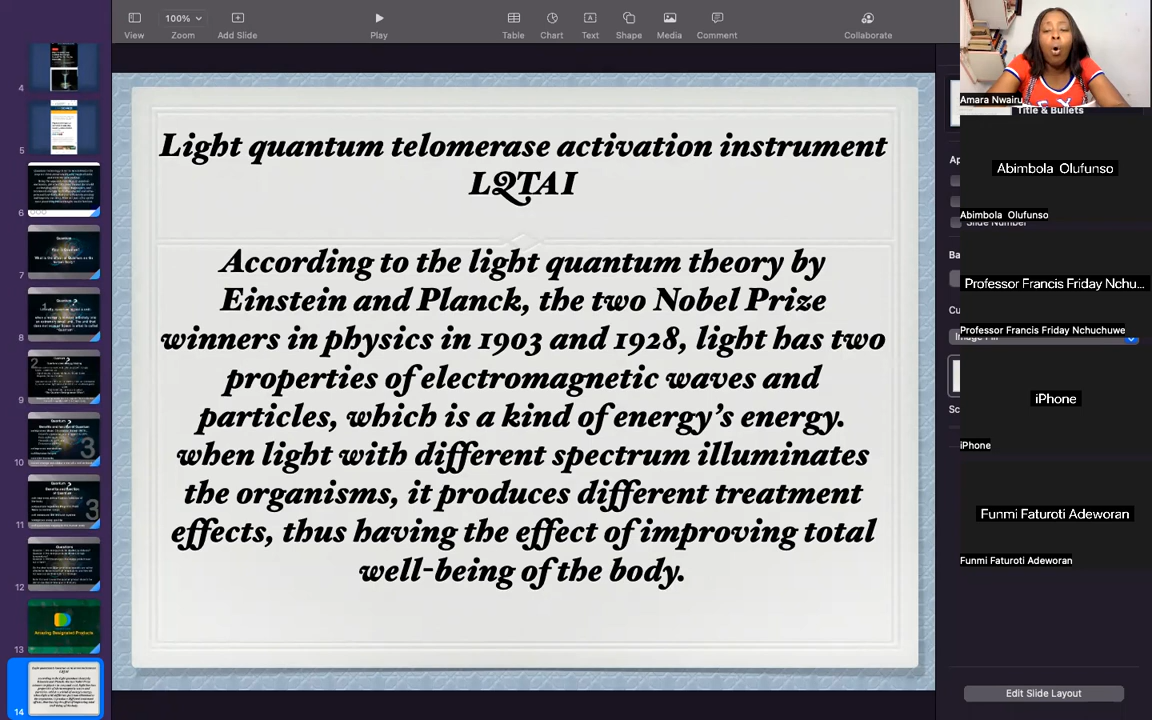 View
100%
Zoom
Add Slide
Play
Table
Chart
Text
Shape
Media
Comment
Collaborate
4
5
6
7
8
9
10
11
12
13
14
Quantum
Amazing Designated Products
Light quantum telomerase activation instrument
LQTAI
According to the light quantum theory by
Einstein and Planck, the two Nobel Prize
winners in physics in 1903 and 1928, light has two
properties of electromagnetic waves and
particles, which is a kind of energy’s energy.
when light with different spectrum illuminates
the organisms, it produces different treatment
effects, thus having the effect of improving total
well-being of the body.
Amara Nwairu
Title & Bullets
Abimbola Olufunso
Abimbola Olufunso
Slide Number
Professor Francis Friday Nchu...
Professor Francis Friday Nchuchuwe
iPhone
iPhone
Funmi Faturoti Adeworan
Funmi Faturoti Adeworan
Edit Slide Layout